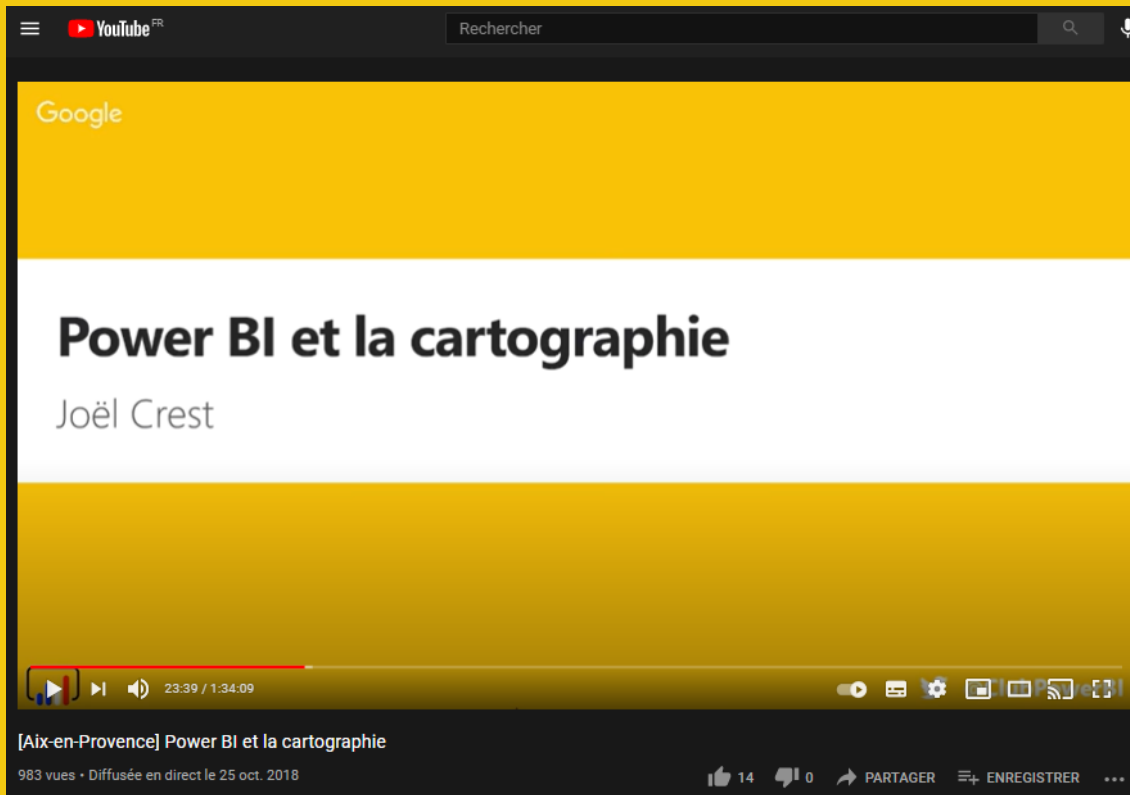 YouTube FR
Rechercher
Google
Power BI et la cartographie
Joël Crest
23:39 / 1:34:09
ClubPowerBI
[Aix-en-Provence] Power BI et la cartographie
983 vues • Diffusée en direct le 25 oct. 2018
14 0 PARTAGER ENREGISTRER